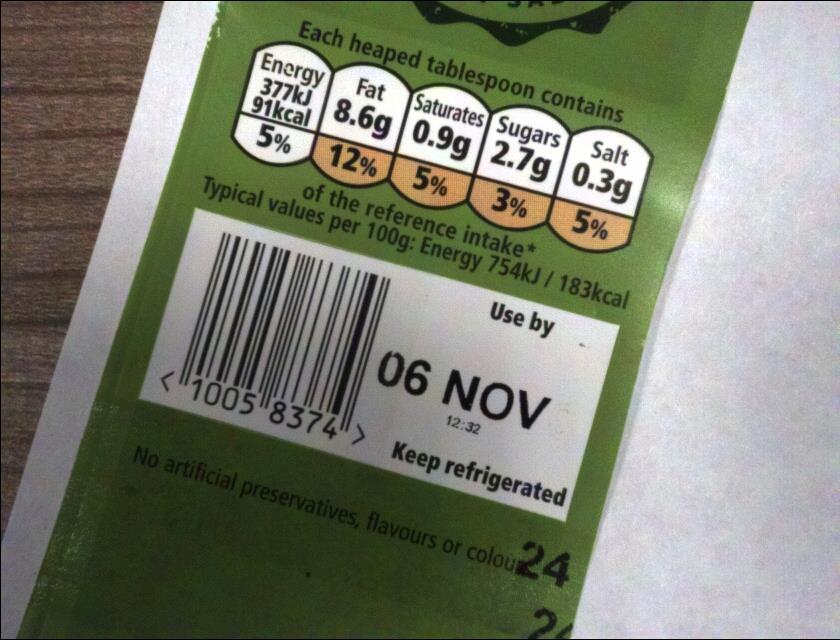 Each heaped tablespoon contains
Energy
377kJ
91kcal
5%
Fat
8.6g
12%
Saturates
0.9g
5%
Sugars
2.7g
3%
Salt
0.3g
5%
of the reference intake*
Typical values per 100g: Energy 754kJ / 183kcal
Use by
06 NOV
12:32
Keep refrigerated
<1005 8374>
No artificial preservatives, flavours or
24